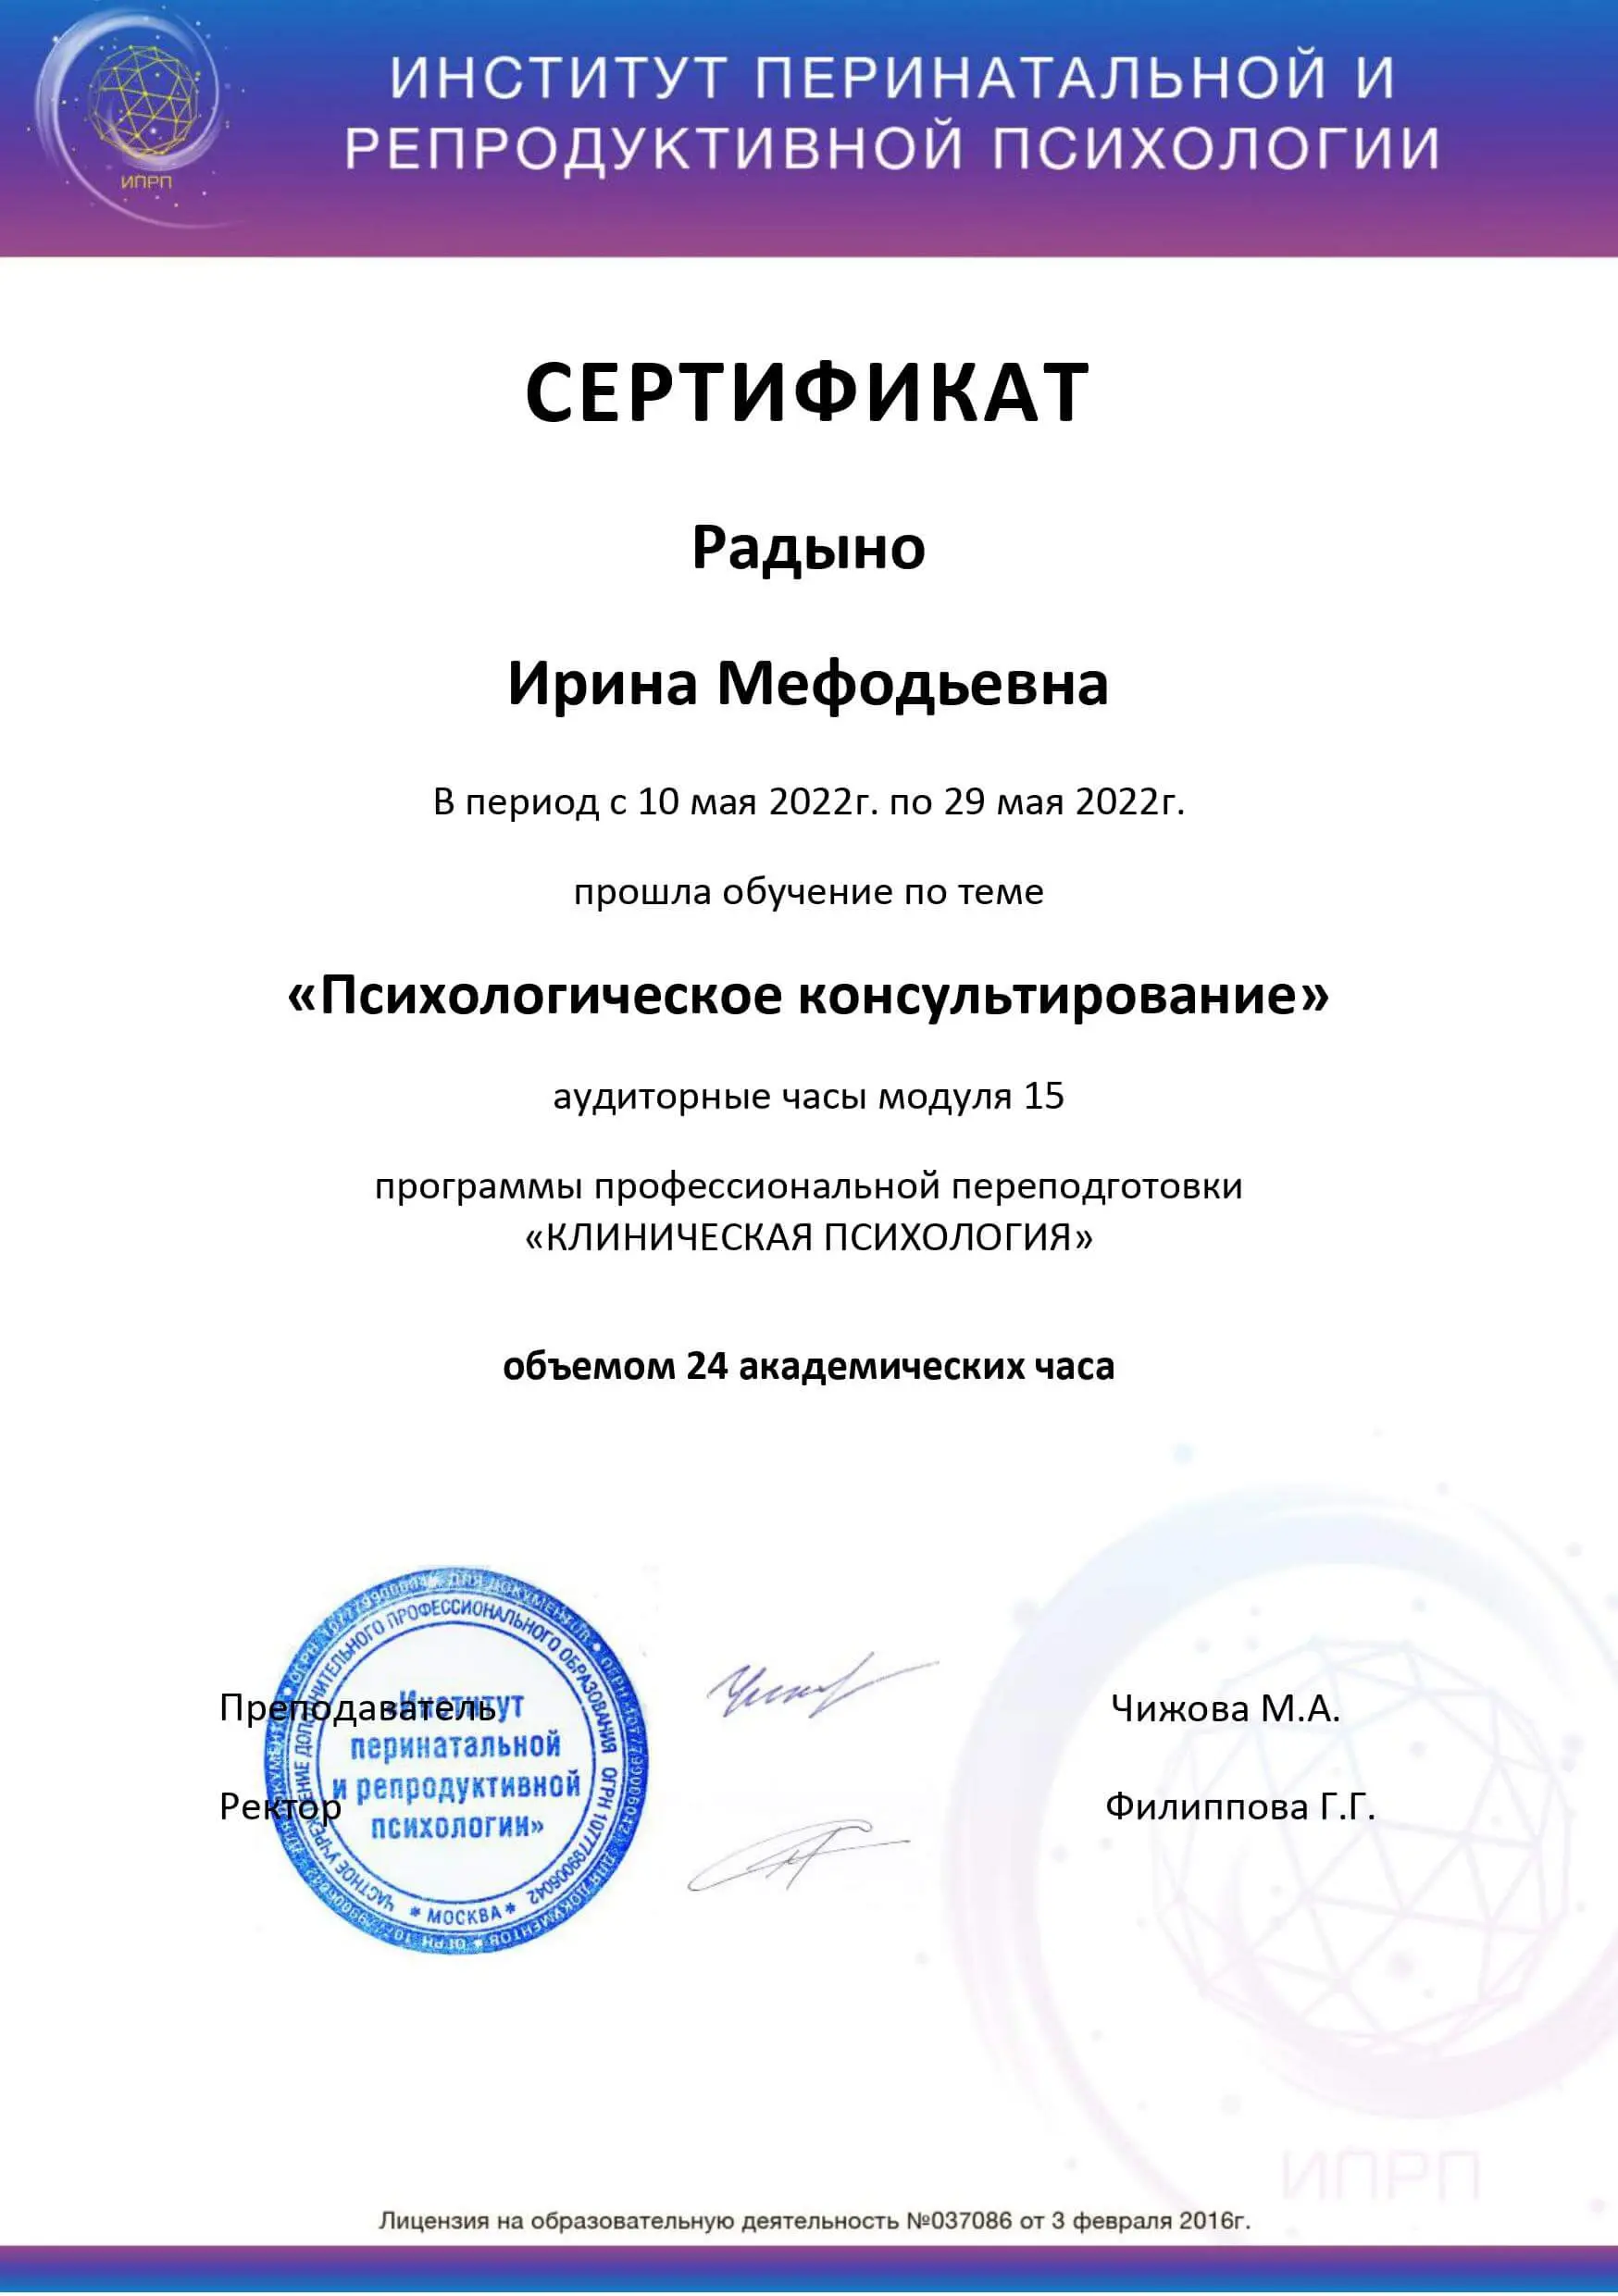 ИПРП
ИНСТИТУТ ПЕРИНАТАЛЬНОЙ И
РЕПРОДУКТИВНОЙ ПСИХОЛОГИИ
СЕРТИФИКАТ
Радыно
Ирина Мефодьевна
В период с 10 мая 2022г. по 29 мая 2022г.
прошла обучение по теме
«Психологическое консультирование»
аудиторные часы модуля 15
программы профессиональной переподготовки
«КЛИНИЧЕСКАЯ ПСИХОЛОГИЯ»
объемом 24 академических часа
Преподаватель
Чижова М.А.
Ректор
Филиппова Г.Г.
ЧАСТНОЕ УЧРЕЖДЕНИЕ ДОПОЛНИТЕЛЬНОГО ПРОФЕССИОНАЛЬНОГО ОБРАЗОВАНИЯ ОГРН 1077799006042
* МОСКВА *
«Институт
перинатальной
и репродуктивной
психологии»
ИПРП
Лицензия на образовательную деятельность №037086 от 3 февраля 2016г.